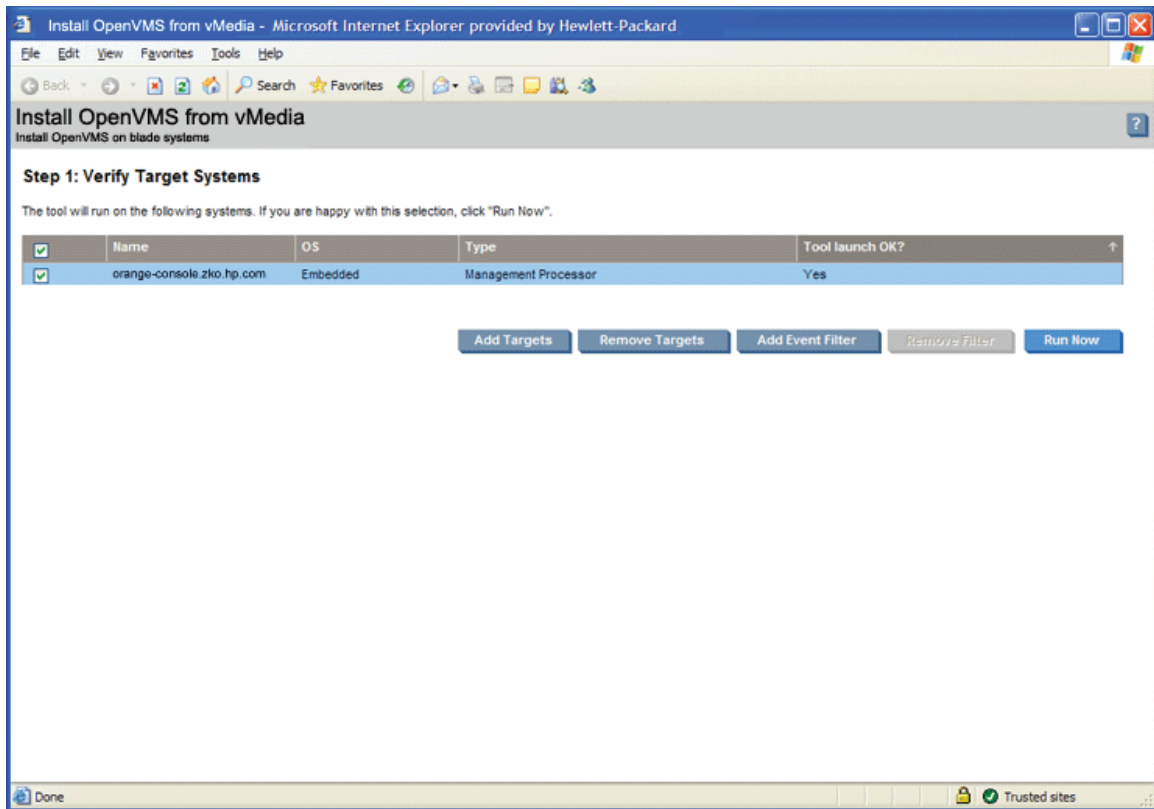 Install OpenVMS from vMedia - Microsoft Internet Explorer provided by Hewlett-Packard
File Edit View Favorites Tools Help
Back Search Favorites
Install OpenVMS from vMedia
Install OpenVMS on blade systems
?
Step 1: Verify Target Systems
The tool will run on the following systems. If you are happy with this selection, click "Run Now".
Name OS Type Tool launch OK? ↑
orange-console.zko.hp.com Embedded Management Processor Yes
Add Targets Remove Targets Add Event Filter Remove Filter Run Now
Done Trusted sites